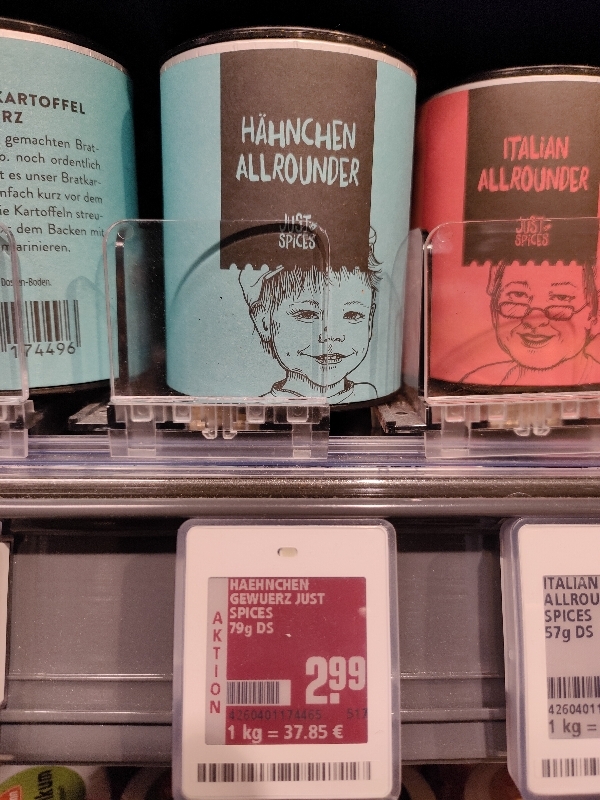 KARTOFFEL
RZ
gemachten Brat-
o. noch ordentlich
t es unser Bratkar-
nfach kurz vor dem
ie Kartoffeln streu-
dem Backen mit
marinieren.
Dosen-Boden.
174496
HÄHNCHEN
ALLROUNDER
JUST
SPICES
ITALIAN
ALLROUNDER
JUST
SPICES
AKTION
HAEHNCHEN
GEWUERZ JUST
SPICES
79g DS
2.99
4260401174465 517
1 kg = 37.85 €
ITALIAN
ALLROU
SPICES
57g DS
426040
1 kg =